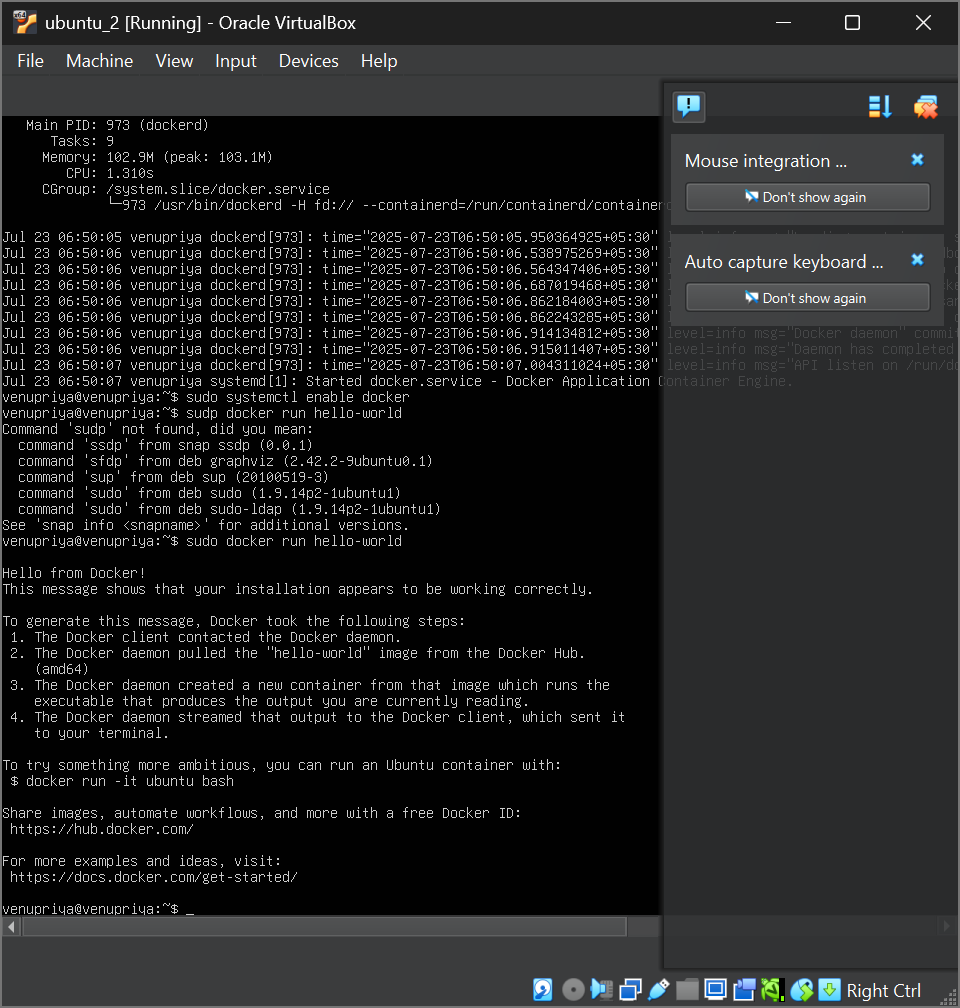 ubuntu_2 [Running] - Oracle VirtualBox
File Machine View Input Devices Help
Main PID: 973 (dockerd)
Tasks: 9
Memory: 102.9M (peak: 103.1M)
CPU: 1.310s
CGroup: /system.slice/docker.service
└─973 /usr/bin/dockerd -H fd:// --containerd=/run/containerd/container
Jul 23 06:50:05 venupriya dockerd[973]: time="2025-07-23T06:50:05.950364925+05:30"
Jul 23 06:50:06 venupriya dockerd[973]: time="2025-07-23T06:50:06.538975269+05:30"
Jul 23 06:50:06 venupriya dockerd[973]: time="2025-07-23T06:50:06.564347406+05:30"
Jul 23 06:50:06 venupriya dockerd[973]: time="2025-07-23T06:50:06.687019468+05:30"
Jul 23 06:50:06 venupriya dockerd[973]: time="2025-07-23T06:50:06.862184003+05:30"
Jul 23 06:50:06 venupriya dockerd[973]: time="2025-07-23T06:50:06.862243285+05:30"
Jul 23 06:50:06 venupriya dockerd[973]: time="2025-07-23T06:50:06.914134812+05:30" level=info msg="Docker daemon" commit
Jul 23 06:50:06 venupriya dockerd[973]: time="2025-07-23T06:50:06.915011407+05:30" level=info msg="Daemon has completed
Jul 23 06:50:07 venupriya dockerd[973]: time="2025-07-23T06:50:07.004311024+05:30" level=info msg="API listen on /run/do
Jul 23 06:50:07 venupriya systemd[1]: Started docker.service - Docker Application Container Engine.
venupriya@venupriya:~$ sudo systemctl enable docker
venupriya@venupriya:~$ sudp docker run hello-world
Command 'sudp' not found, did you mean:
command 'ssdp' from snap ssdp (0.0.1)
command 'sfdp' from deb graphviz (2.42.2-9ubuntu0.1)
command 'sup' from deb sup (20100519-3)
command 'sudo' from deb sudo (1.9.14p2-1ubuntu1)
command 'sudo' from deb sudo-ldap (1.9.14p2-1ubuntu1)
See 'snap info <snapname>' for additional versions.
venupriya@venupriya:~$ sudo docker run hello-world
Hello from Docker!
This message shows that your installation appears to be working correctly.
To generate this message, Docker took the following steps:
1. The Docker client contacted the Docker daemon.
2. The Docker daemon pulled the "hello-world" image from the Docker Hub.
(amd64)
3. The Docker daemon created a new container from that image which runs the
executable that produces the output you are currently reading.
4. The Docker daemon streamed that output to the Docker client, which sent it
to your terminal.
To try something more ambitious, you can run an Ubuntu container with:
$ docker run -it ubuntu bash
Share images, automate workflows, and more with a free Docker ID:
https://hub.docker.com/
For more examples and ideas, visit:
https://docs.docker.com/get-started/
venupriya@venupriya:~$ _
Mouse integration ...
Don't show again
Auto capture keyboard ...
Don't show again
Right Ctrl